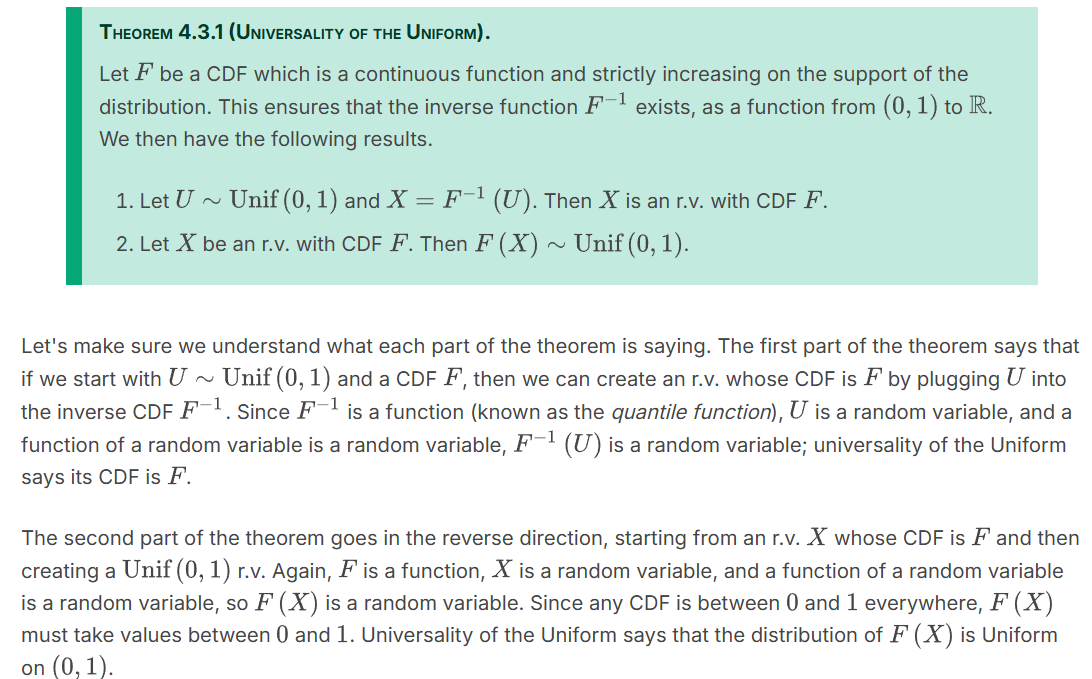 THEOREM 4.3.1 (UNIVERSALITY OF THE UNIFORM).
Let F be a CDF which is a continuous function and strictly increasing on the support of the
distribution. This ensures that the inverse function F⁻¹ exists, as a function from (0, 1) to ℝ.
We then have the following results.
1. Let U ∼ Unif (0, 1) and X = F⁻¹ (U). Then X is an r.v. with CDF F.
2. Let X be an r.v. with CDF F. Then F (X) ∼ Unif (0, 1).
Let's make sure we understand what each part of the theorem is saying. The first part of the theorem says that
if we start with U ∼ Unif (0, 1) and a CDF F, then we can create an r.v. whose CDF is F by plugging U into
the inverse CDF F⁻¹. Since F⁻¹ is a function (known as the quantile function), U is a random variable, and a
function of a random variable is a random variable, F⁻¹ (U) is a random variable; universality of the Uniform
says its CDF is F.
The second part of the theorem goes in the reverse direction, starting from an r.v. X whose CDF is F and then
creating a Unif (0, 1) r.v. Again, F is a function, X is a random variable, and a function of a random variable
is a random variable, so F (X) is a random variable. Since any CDF is between 0 and 1 everywhere, F (X)
must take values between 0 and 1. Universality of the Uniform says that the distribution of F (X) is Uniform
on (0, 1).